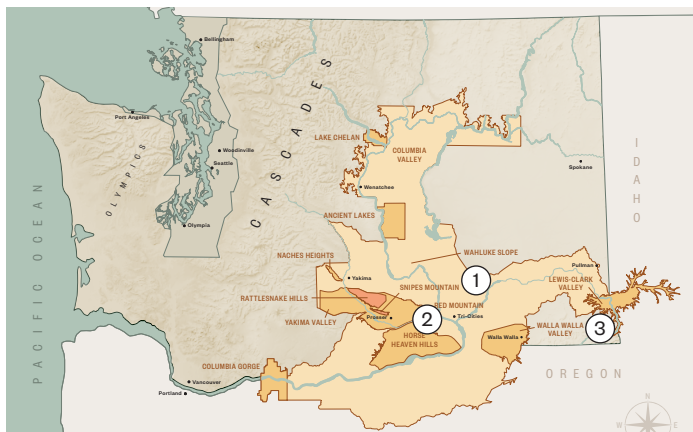 Bellingham
Port Angeles
OLYMPICS
Woodinville
Seattle
Olympia
CASCADES
PACIFIC OCEAN
LAKE CHELAN
COLUMBIA
VALLEY
Spokane
IDAHO
Wenatchee
ANCIENT LAKES
NACHES HEIGHTS
WAHLUKE SLOPE
Yakima
1
Pullman
LEWIS-CLARK
VALLEY
SNIPES MOUNTAIN
RATTLESNAKE HILLS
RED MOUNTAIN
Prosser
2
Tri-Cities
YAKIMA VALLEY
WALLA WALLA
VALLEY
3
HORSE
HEAVEN HILLS
Walla Walla
COLUMBIA GORGE
OREGON
Vancouver
Portland
N
W
E